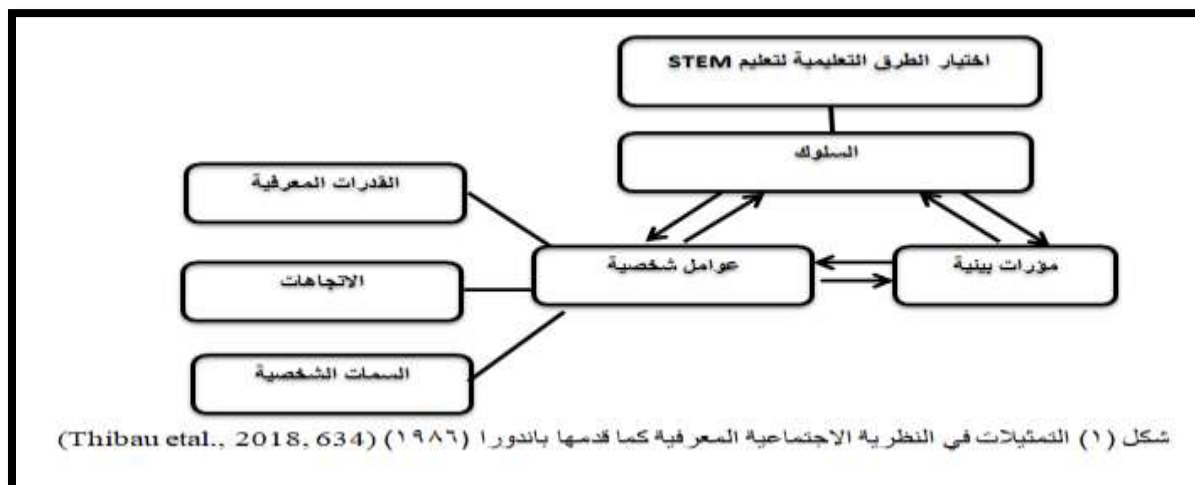 اختيار الطرق التعليمية لتعليم STEM
السلوك
القدرات المعرفية
عوامل شخصية
مؤرات بيئية
الاتجاهات
السمات الشخصية
شكل (١) التمثيلات في النظرية الاجتماعية المعرفية كما قدمها باندورا (١٩٨٦) (Thibau etal., 2018, 634)